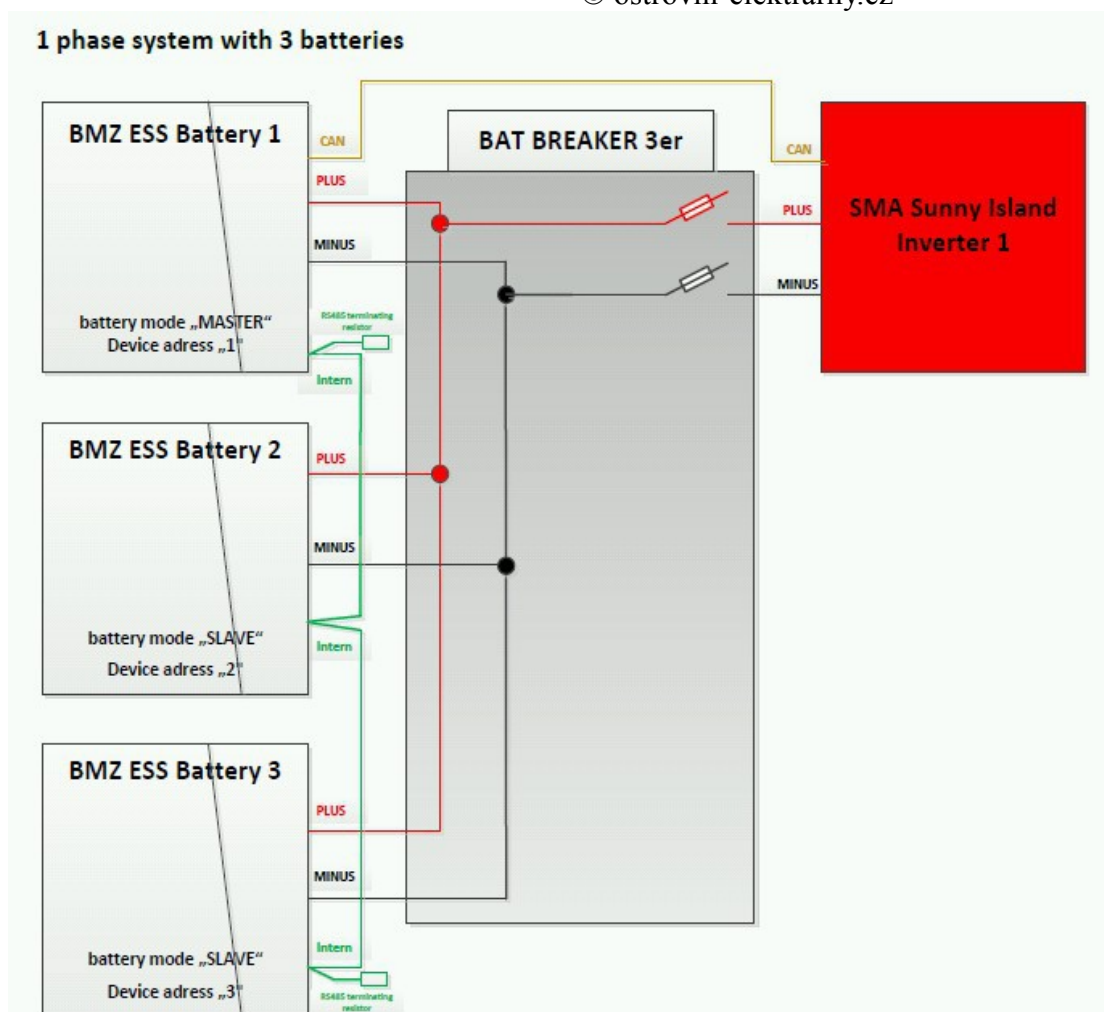 © ostrovni-elektrarny.cz
1 phase system with 3 batteries
BMZ ESS Battery 1
CAN
PLUS
MINUS
battery mode „MASTER“
Device adress „1"
RS485 terminating
resistor
Intern
BAT BREAKER 3er
CAN
PLUS
MINUS
SMA Sunny Island
Inverter 1
BMZ ESS Battery 2
PLUS
MINUS
battery mode „SLAVE“
Device adress „2"
Intern
BMZ ESS Battery 3
PLUS
MINUS
battery mode „SLAVE“
Device adress „3"
Intern
RS485 terminating
resistor